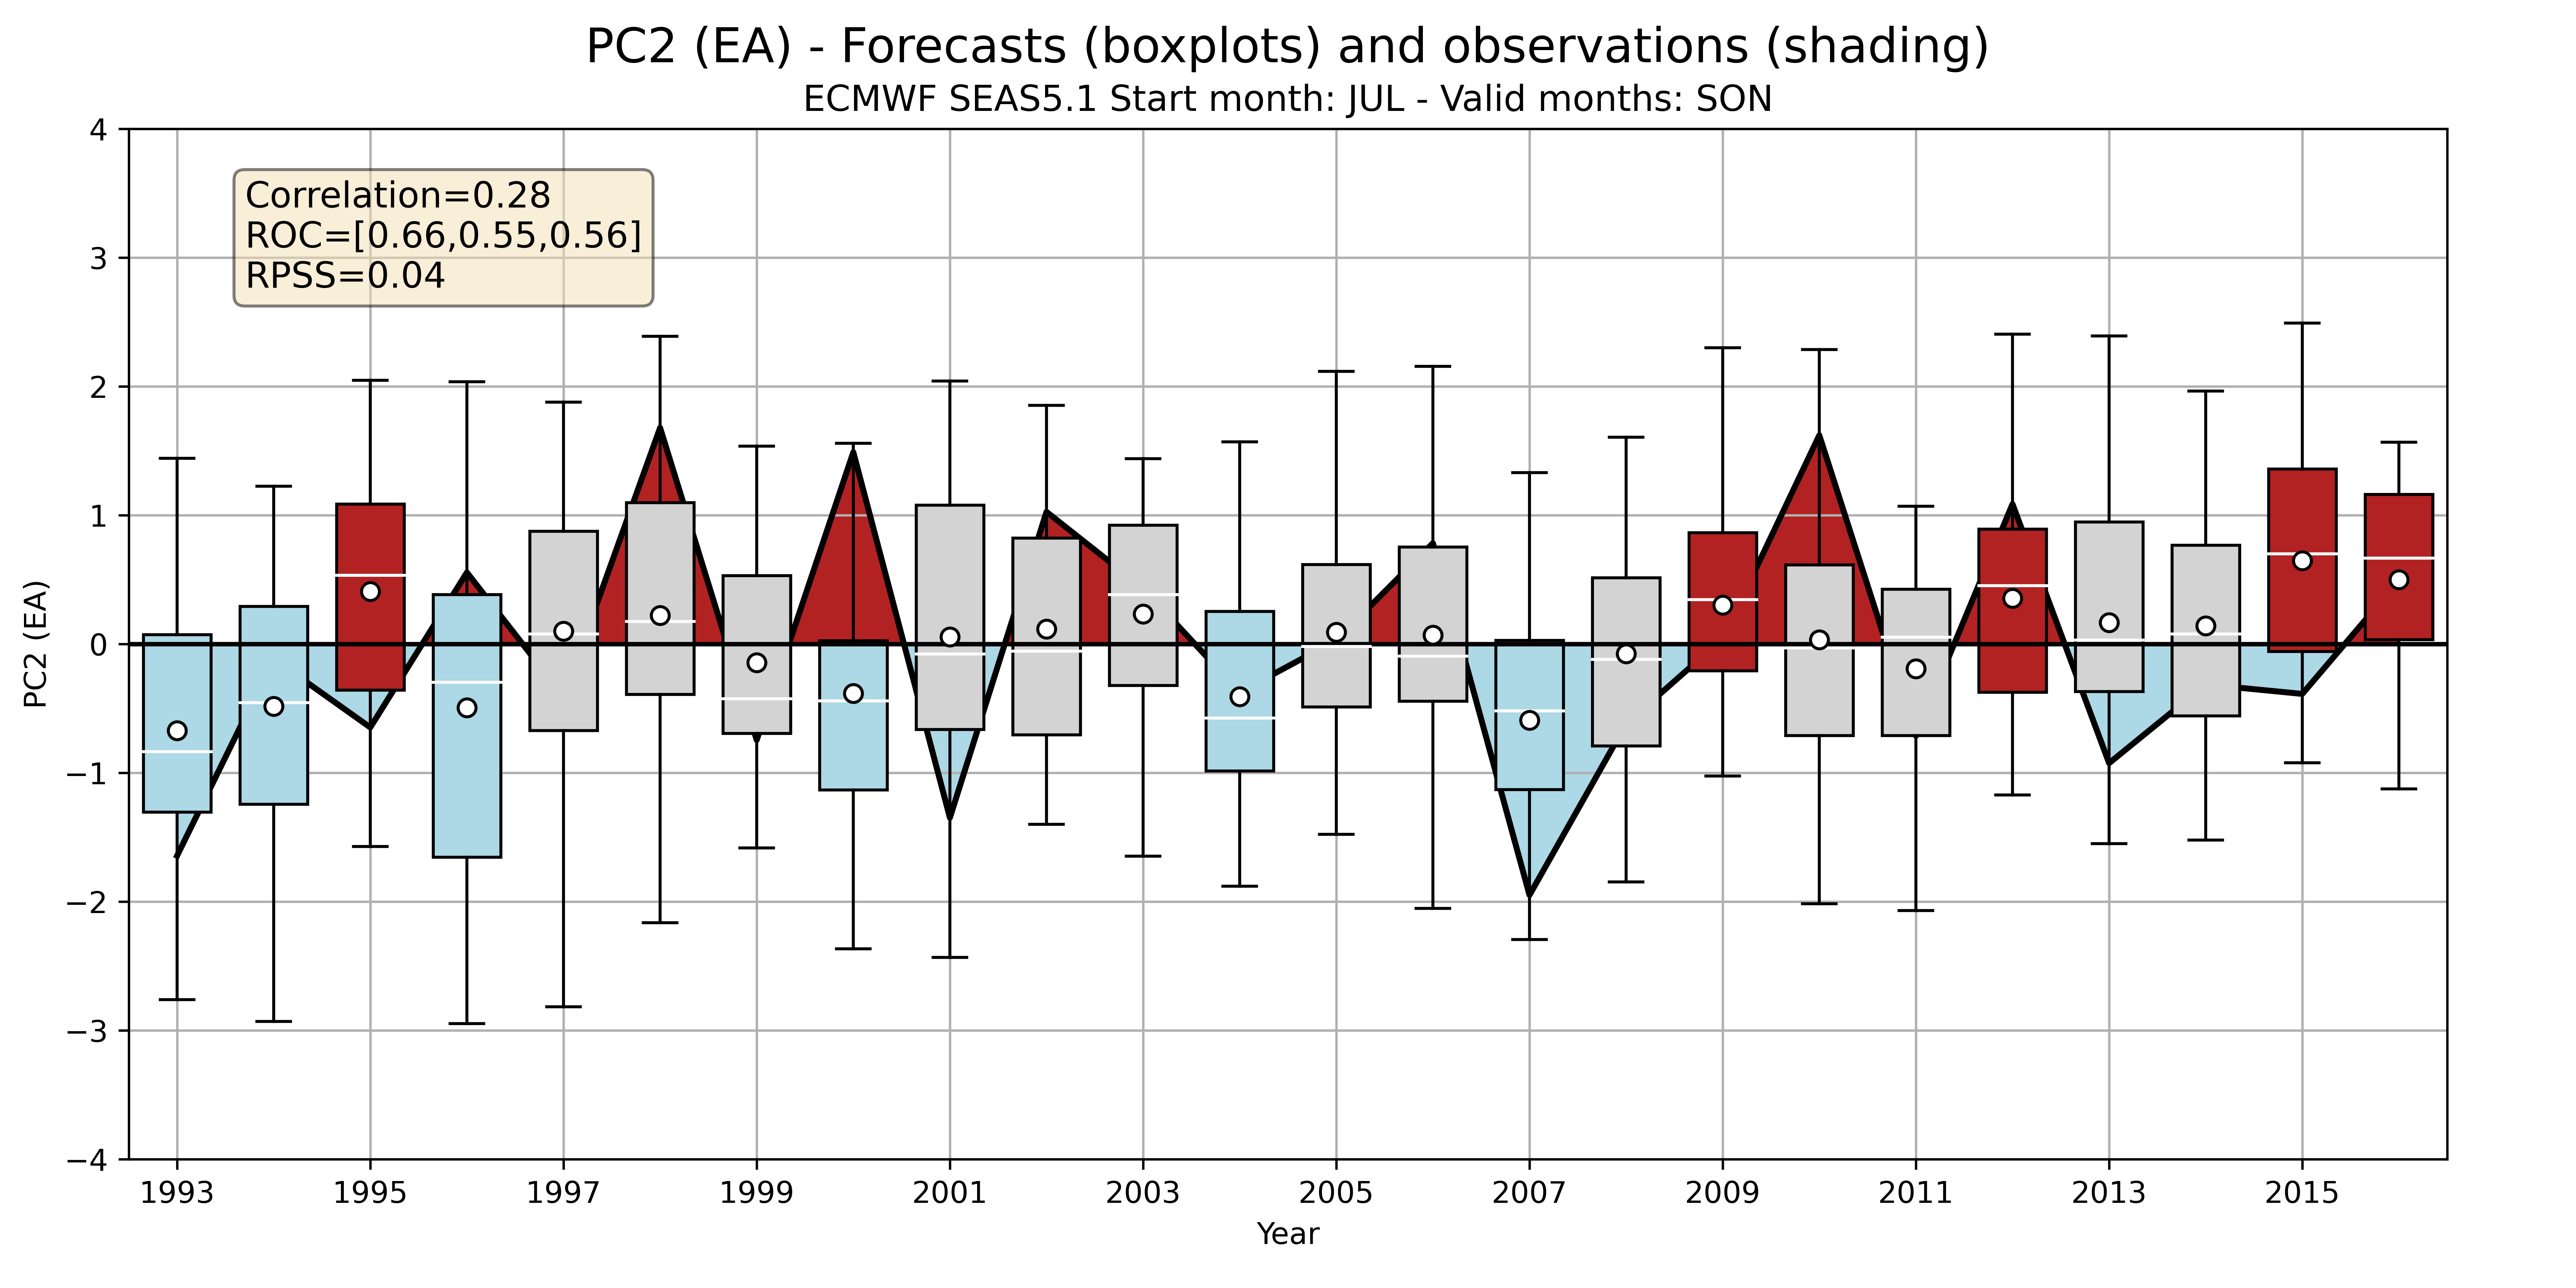 PC2 (EA) - Forecasts (boxplots) and observations (shading)
ECMWF SEAS5.1 Start month: JUL - Valid months: SON
Correlation=0.28
ROC=[0.66,0.55,0.56]
RPSS=0.04
PC2 (EA)
4
3
2
1
0
−1
−2
−3
−4
1993 1995 1997 1999 2001 2003 2005 2007 2009 2011 2013 2015
Year